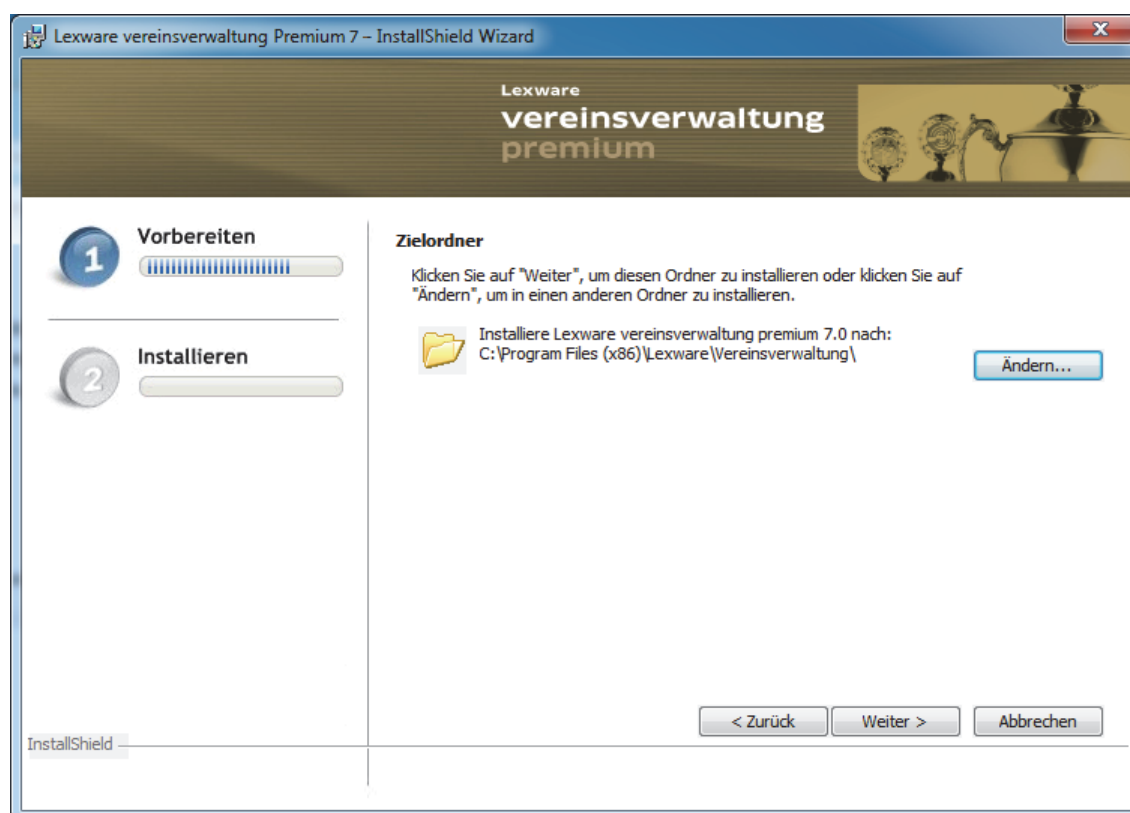 Lexware vereinsverwaltung Premium 7 – InstallShield Wizard
Lexware
vereinsverwaltung
premium
1
Vorbereiten
2
Installieren
Zielordner
Klicken Sie auf "Weiter", um diesen Ordner zu installieren oder klicken Sie auf
"Ändern", um in einen anderen Ordner zu installieren.
Installiere Lexware vereinsverwaltung premium 7.0 nach:
C:\Program Files (x86)\Lexware\Vereinsverwaltung\
Ändern...
< Zurück
Weiter >
Abbrechen
InstallShield